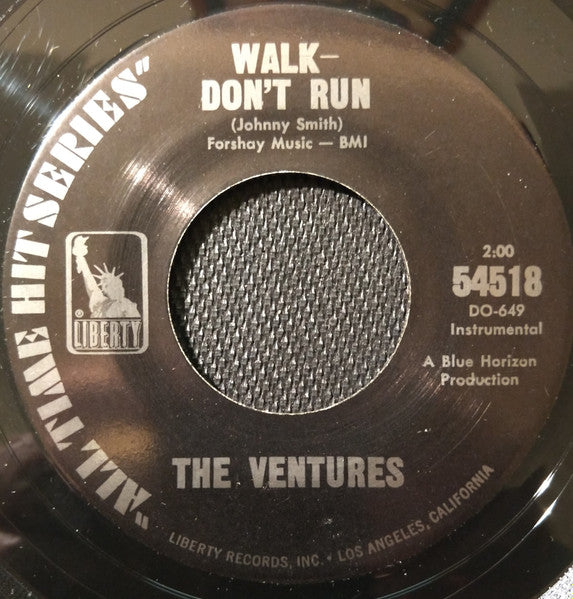 WALK–
DON'T RUN
(Johnny Smith)
Forshay Music — BMI
"ALL TIME HIT SERIES"
® LIBERTY
2:00
54518
DO-649
Instrumental
A Blue Horizon
Production
THE VENTURES
LIBERTY RECORDS, INC. • LOS ANGELES, CALIFORNIA